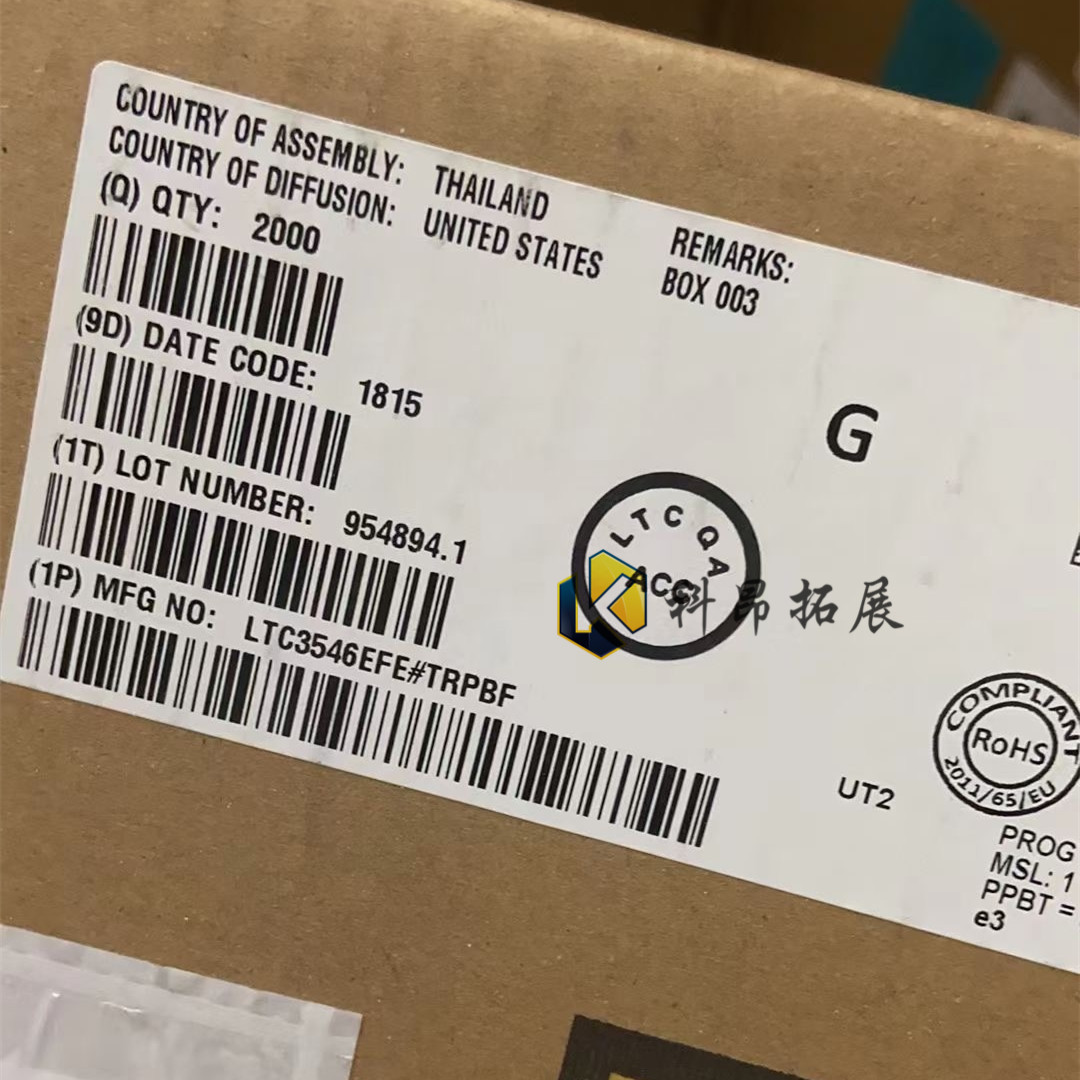 COUNTRY OF ASSEMBLY: THAILAND
COUNTRY OF DIFFUSION: UNITED STATES
(Q) QTY: 2000
REMARKS:
BOX 003
(9D) DATE CODE: 1815
G
(1T) LOT NUMBER: 954894.1
LTC QA
ACC
科昂拓展
(1P) MFG NO: LTC3546EFE#TRPBF
UT2
COMPLIANT
RoHS
2011/65/EU
PROG
MSL: 1
PPBT =
e3